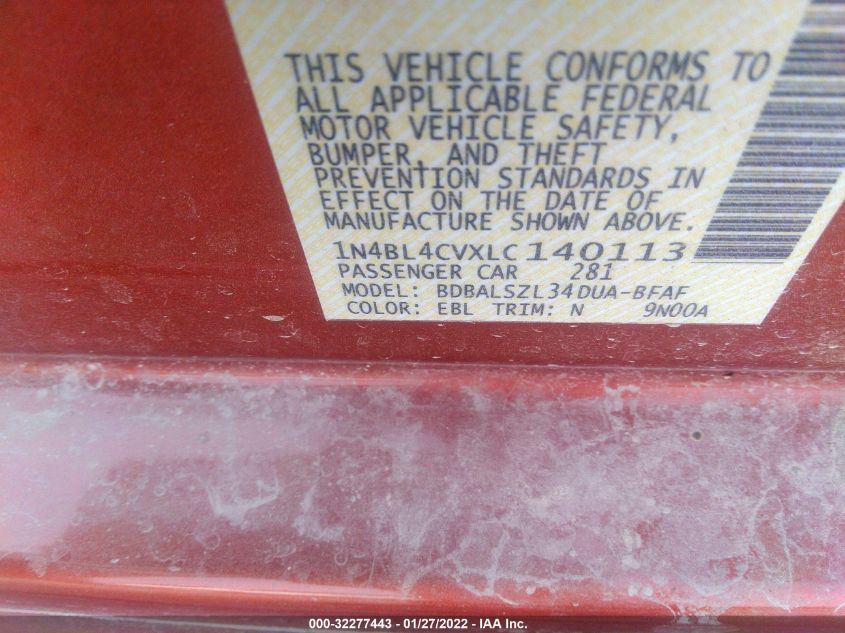 THIS VEHICLE CONFORMS TO
ALL APPLICABLE FEDERAL
MOTOR VEHICLE SAFETY,
BUMPER, AND THEFT
PREVENTION STANDARDS IN
EFFECT ON THE DATE OF
MANUFACTURE SHOWN ABOVE.
1N4BL4CVXLC140113
PASSENGER CAR 281
MODEL: BDBALSZL34DUA-BFAF
COLOR: EBL TRIM: N 9N00A
000-32277443 - 01/27/2022 - IAA Inc.